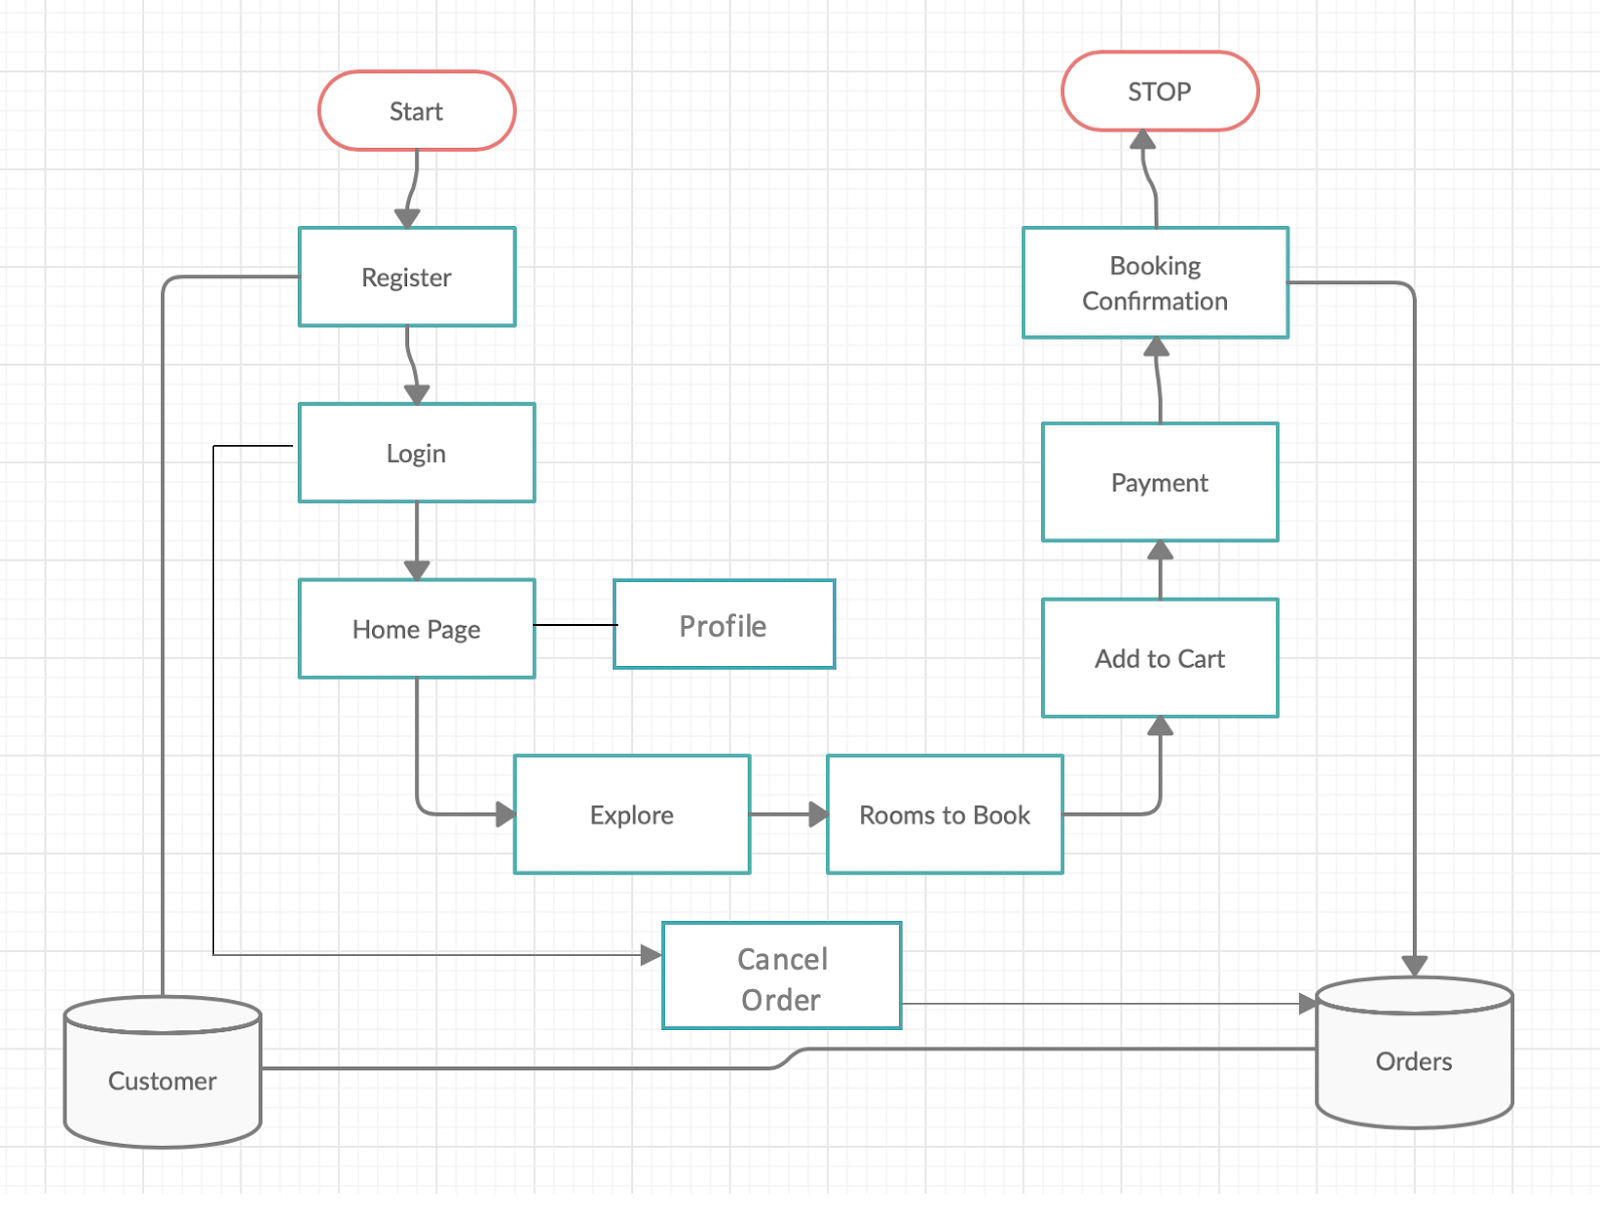 Start
STOP
Register
Booking
Confirmation
Login
Payment
Home Page
Profile
Add to Cart
Explore
Rooms to Book
Cancel
Order
Customer
Orders